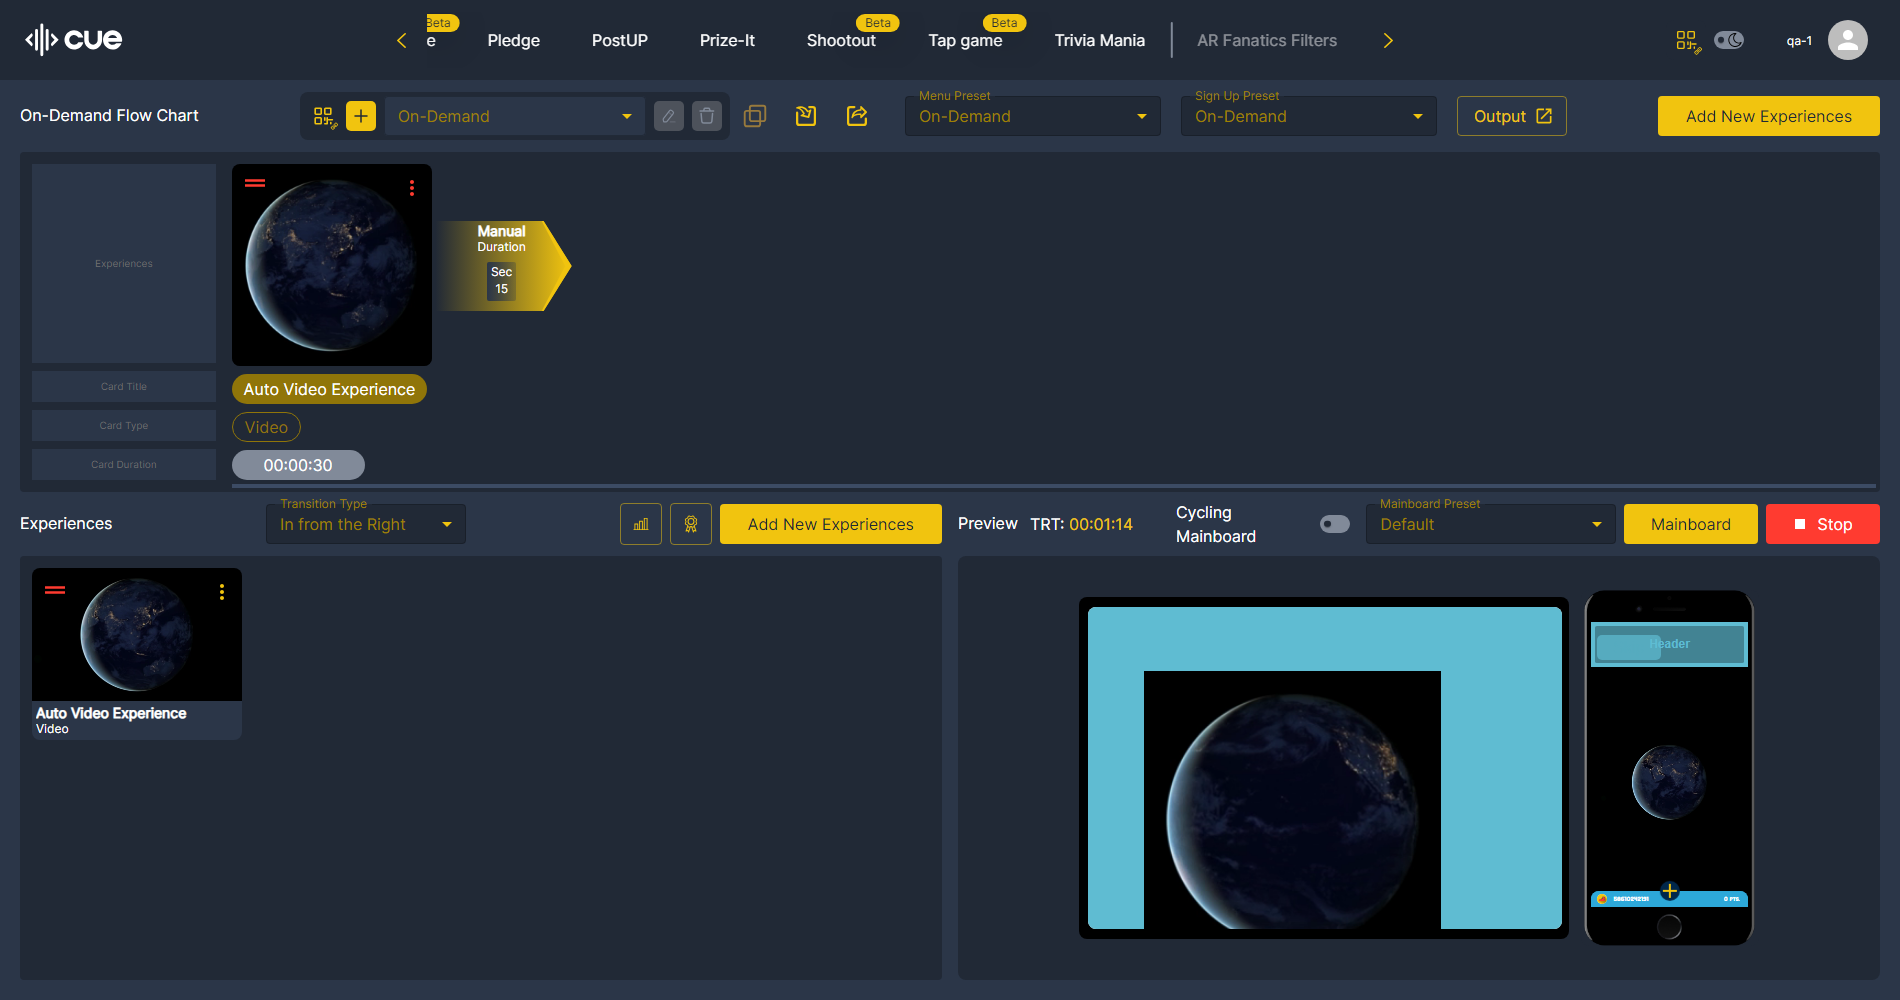 cue
Beta
e
Pledge
PostUP
Prize-It
Beta
Shootout
Beta
Tap game
Trivia Mania
AR Fanatics Filters
qa-1
On-Demand Flow Chart
On-Demand
Menu Preset
On-Demand
Sign Up Preset
On-Demand
Output
Add New Experiences
Experiences
Manual
Duration
Sec
15
Card Title
Auto Video Experience
Card Type
Video
Card Duration
00:00:30
Experiences
Transition Type
In from the Right
Add New Experiences
Preview
TRT: 00:01:14
Cycling
Mainboard
Mainboard Preset
Default
Mainboard
Stop
Auto Video Experience
Video
Header
0 PTS.